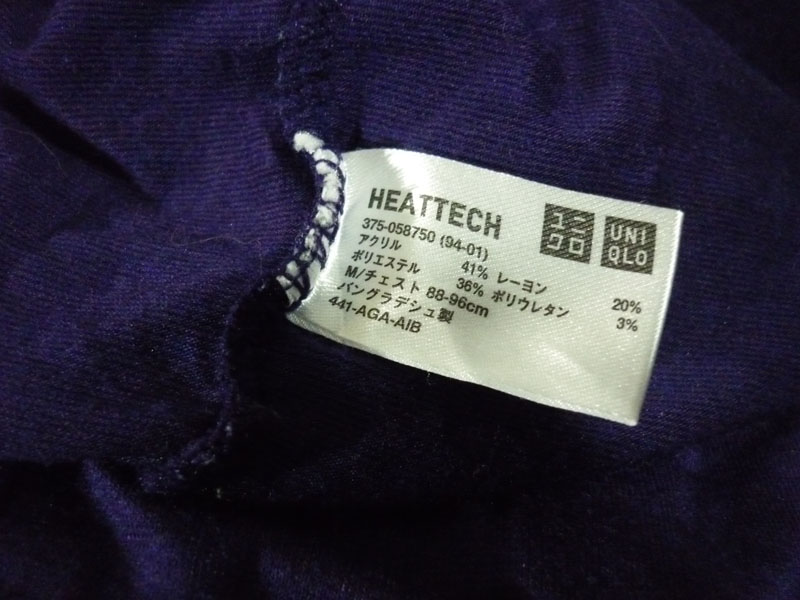 HEATTECH
ユニ
クロ
UNI
QLO
375-058750 (94-01)
アクリル 41% レーヨン 20%
ポリエステル 36% ポリウレタン 3%
M/チェスト 88-96cm
バングラデシュ製
441-AGA-AIB